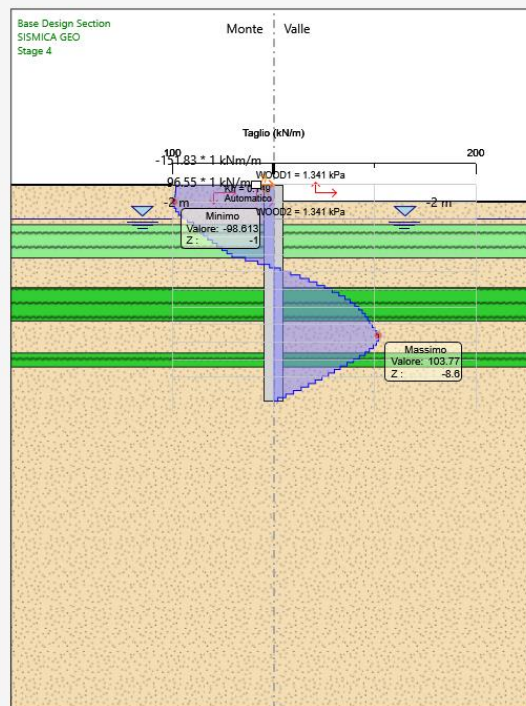 Base Design Section
SISMICA GEO
Stage 4
Monte Valle
Taglio (kN/m)
100 200
-151.83 * 1 kNm/m
WOOD1 = 1.341 kPa
96.55 * 1 kN/m
Automatico
-2 m
-2 m
WOOD2 = 1.341 kPa
Minimo
Valore: -98.613
Z : -1
Massimo
Valore: 103.77
Z : -8.6